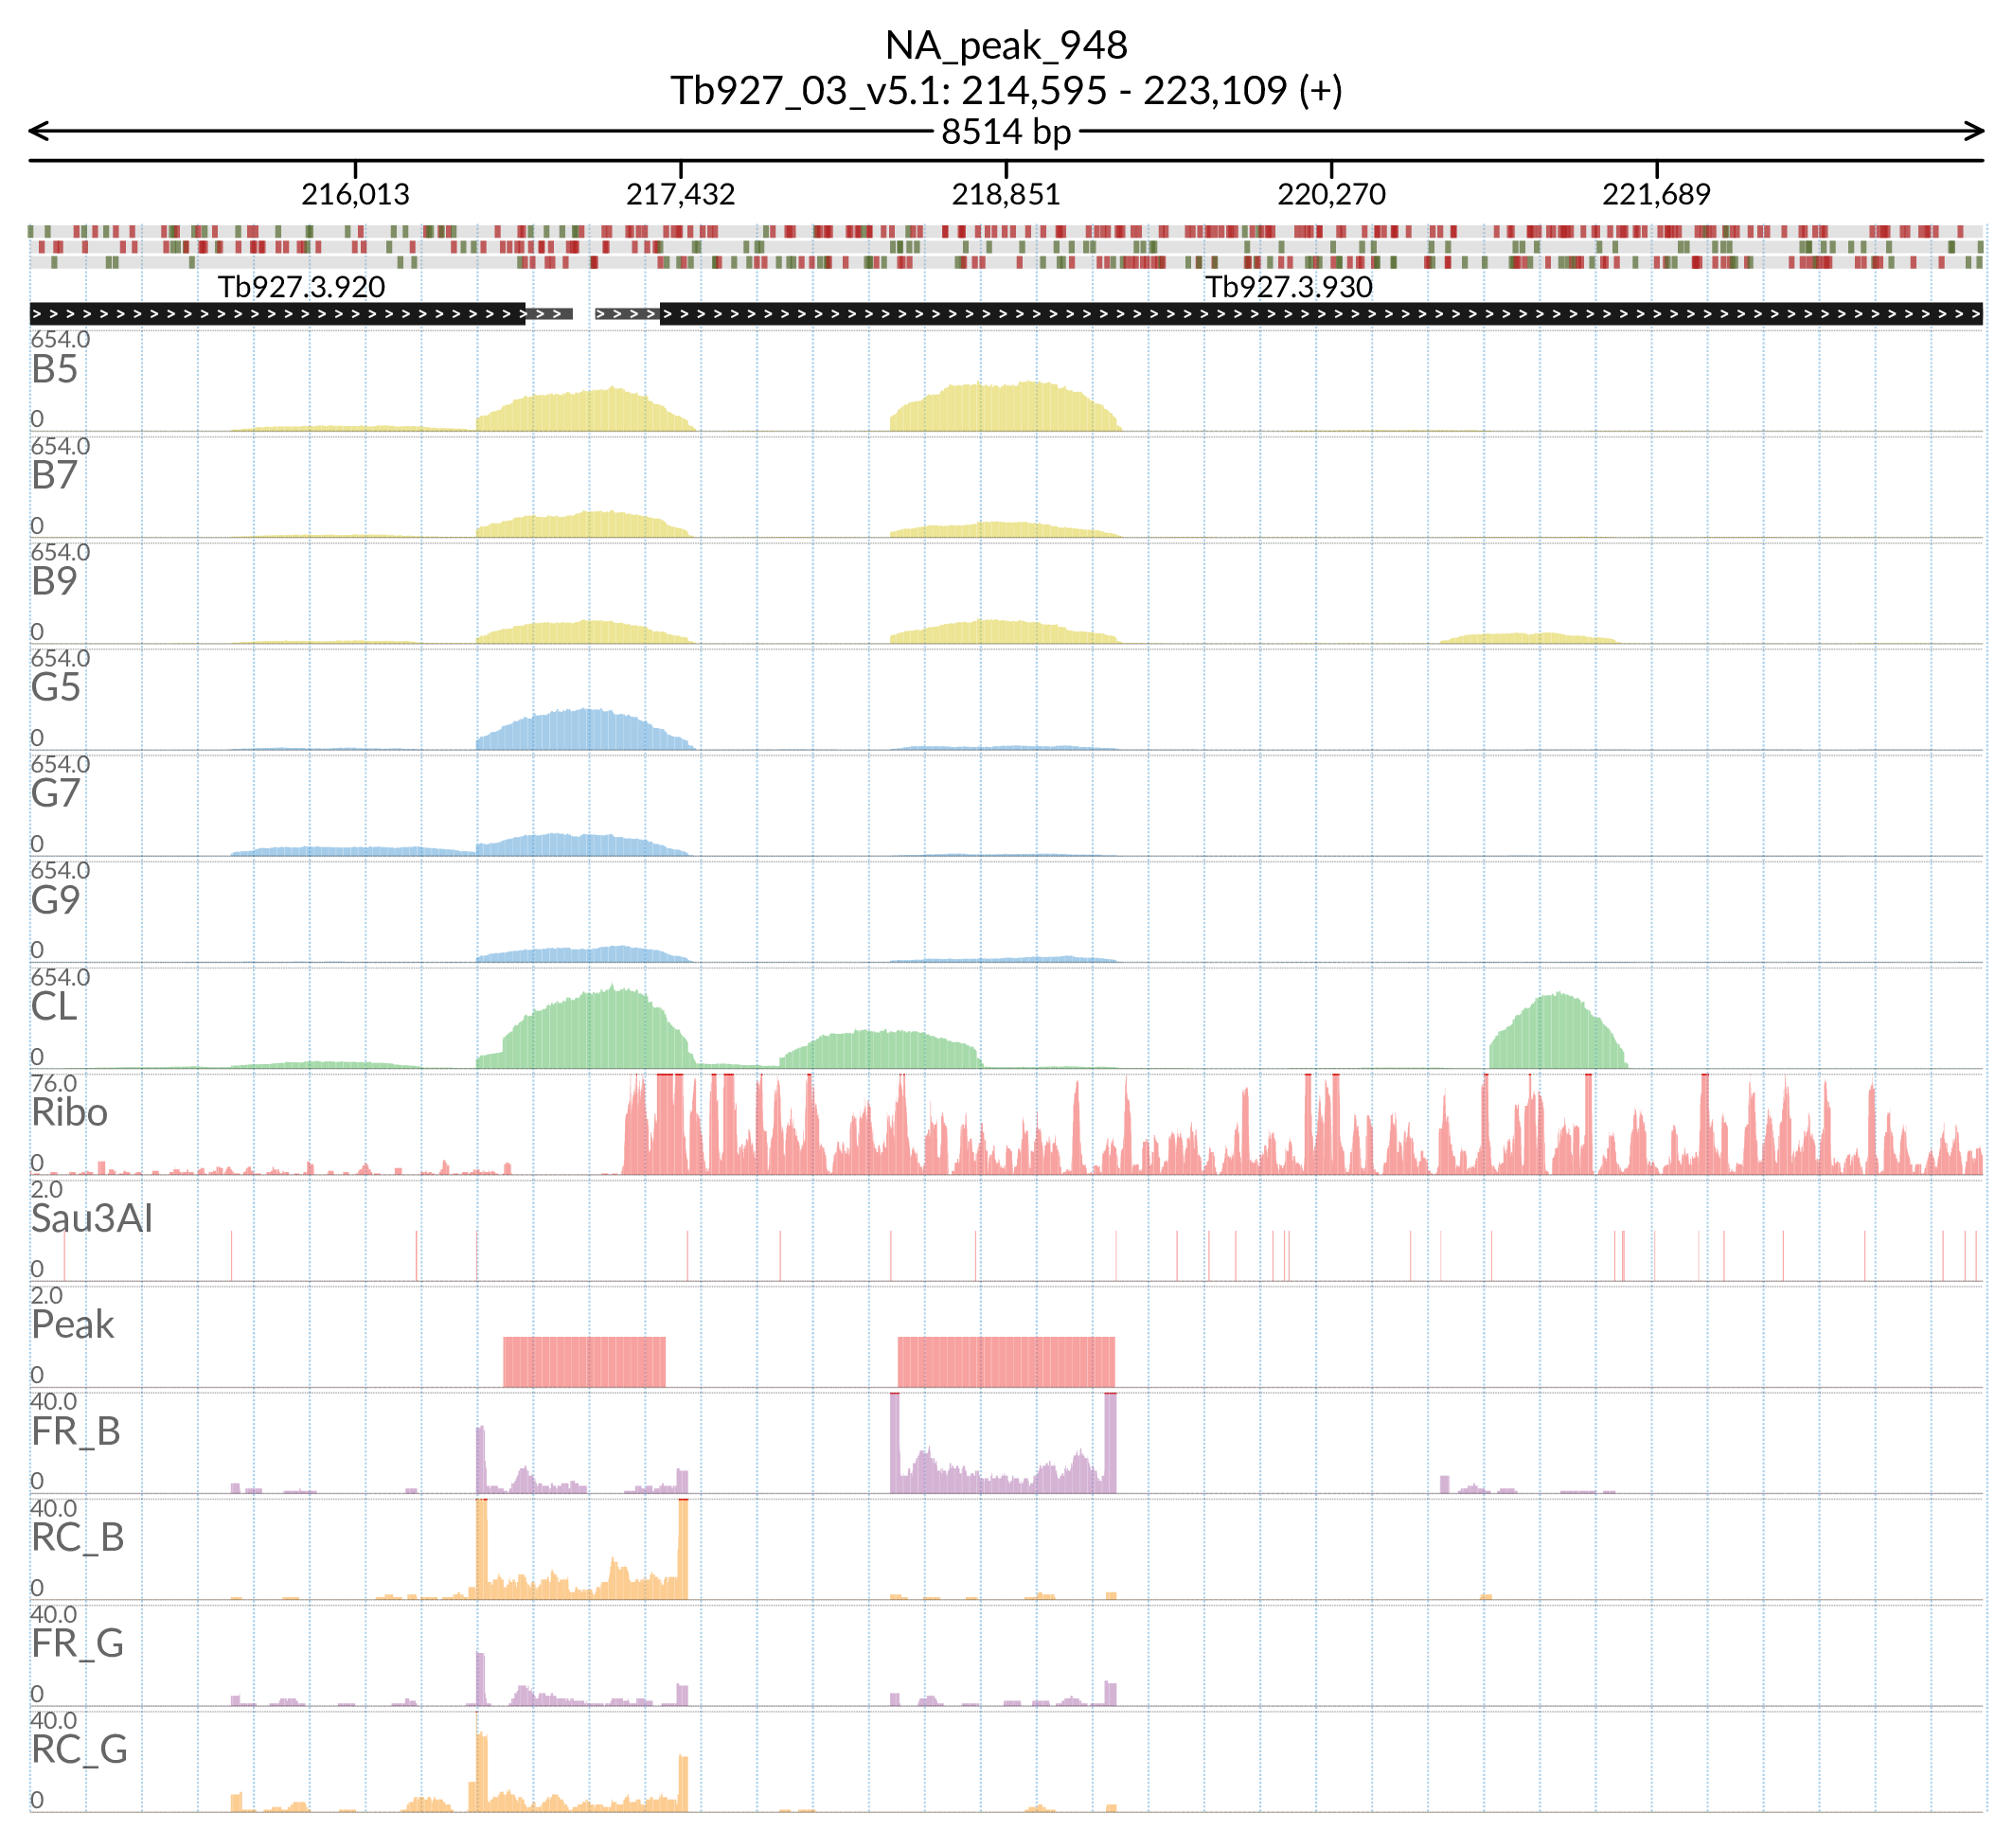 NA_peak_948
Tb927_03_v5.1: 214,595 - 223,109 (+)
8514 bp
216,013 217,432 218,851 220,270 221,689
Tb927.3.920 Tb927.3.930
654.0
B5
0
654.0
B7
0
654.0
B9
0
654.0
G5
0
654.0
G7
0
654.0
G9
0
654.0
CL
0
76.0
Ribo
0
2.0
Sau3AI
0
2.0
Peak
0
40.0
FR_B
0
40.0
RC_B
0
40.0
FR_G
0
40.0
RC_G
0